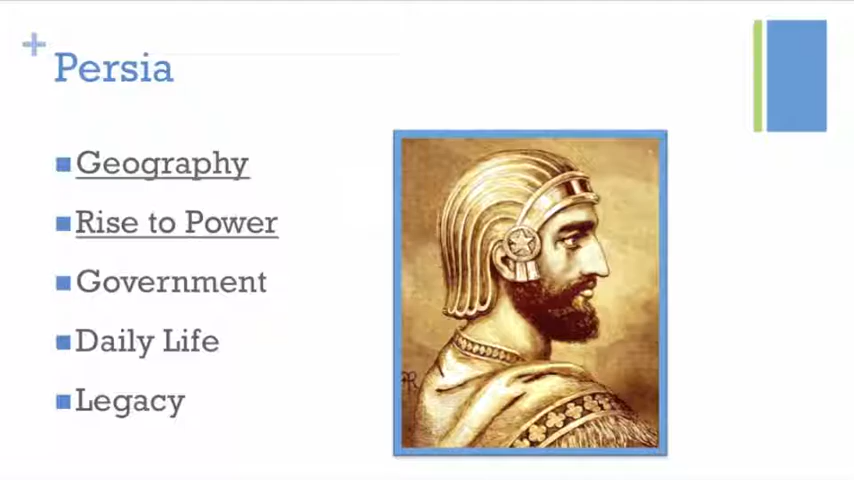 +
Persia
Geography
Rise to Power
Government
Daily Life
Legacy